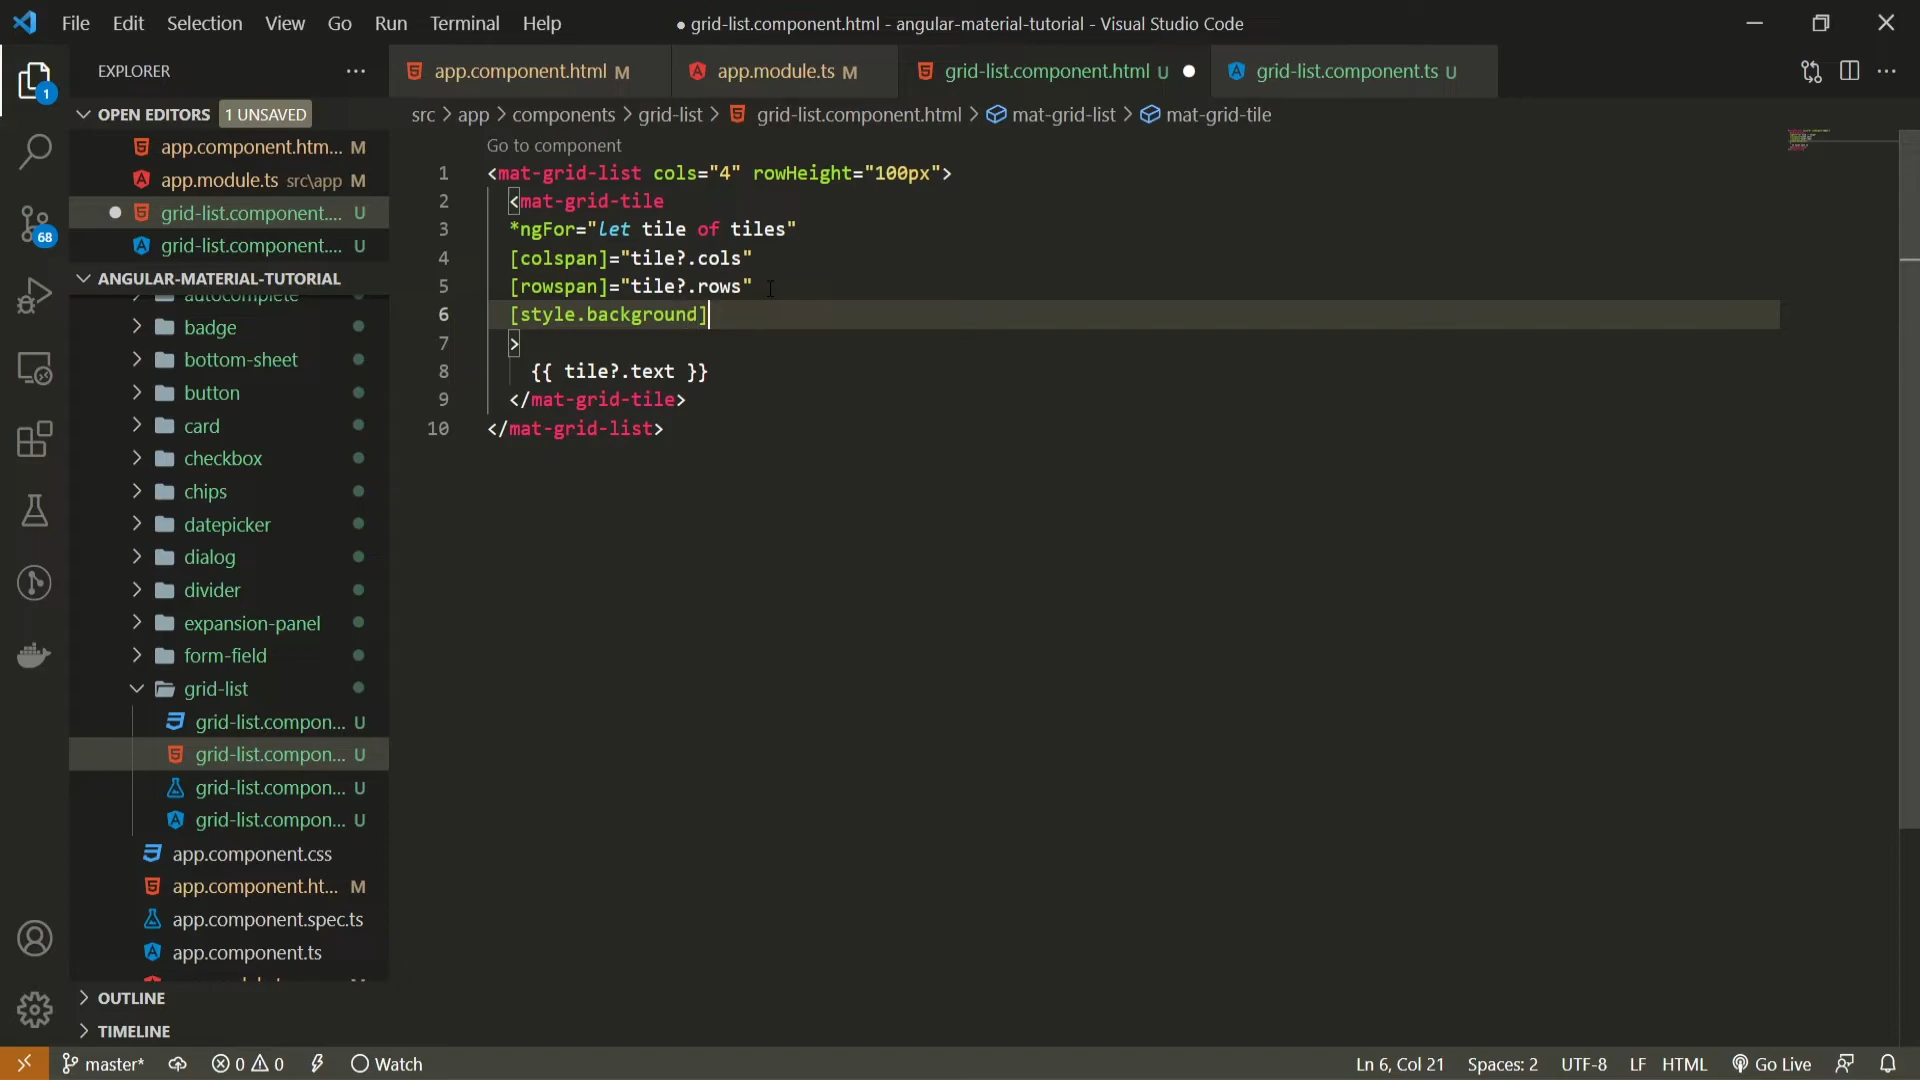 File Edit Selection View Go Run Terminal Help
● grid-list.component.html - angular-material-tutorial - Visual Studio Code
EXPLORER ...
app.component.html M
app.module.ts M
grid-list.component.html U ●
grid-list.component.ts U
1
OPEN EDITORS 1 UNSAVED
app.component.htm... M
app.module.ts src\app M
grid-list.component.... U
grid-list.component.... U
68
ANGULAR-MATERIAL-TUTORIAL
autocomplete
badge
bottom-sheet
button
card
checkbox
chips
datepicker
dialog
divider
expansion-panel
form-field
grid-list
grid-list.compon... U
grid-list.compon... U
grid-list.compon... U
grid-list.compon... U
app.component.css
app.component.ht... M
app.component.spec.ts
app.component.ts
OUTLINE
TIMELINE
src > app > components > grid-list > grid-list.component.html > mat-grid-list > mat-grid-tile
Go to component
1 <mat-grid-list cols="4" rowHeight="100px">
2 <mat-grid-tile
3 *ngFor="let tile of tiles"
4 [colspan]="tile?.cols"
5 [rowspan]="tile?.rows"
6 [style.background]
7 >
8 {{ tile?.text }}
9 </mat-grid-tile>
10 </mat-grid-list>
master* 0 0 Watch
Ln 6, Col 21 Spaces: 2 UTF-8 LF HTML Go Live